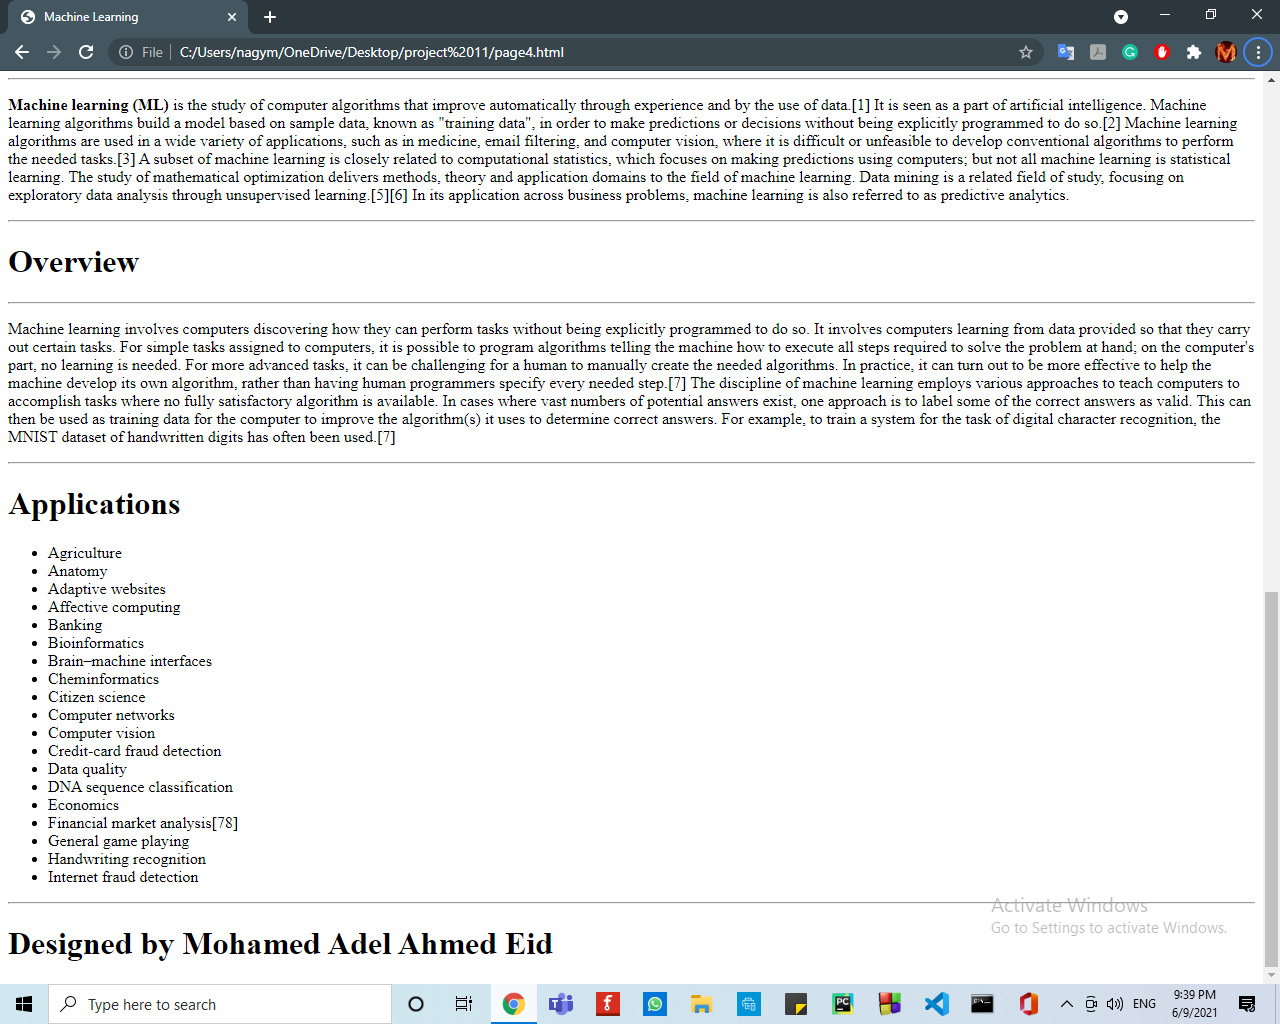 Machine Learning
File
C:/Users/nagym/OneDrive/Desktop/project%2011/page4.html
Machine learning (ML) is the study of computer algorithms that improve automatically through experience and by the use of data.[1] It is seen as a part of artificial intelligence. Machine
learning algorithms build a model based on sample data, known as "training data", in order to make predictions or decisions without being explicitly programmed to do so.[2] Machine learning
algorithms are used in a wide variety of applications, such as in medicine, email filtering, and computer vision, where it is difficult or unfeasible to develop conventional algorithms to perform
the needed tasks.[3] A subset of machine learning is closely related to computational statistics, which focuses on making predictions using computers; but not all machine learning is statistical
learning. The study of mathematical optimization delivers methods, theory and application domains to the field of machine learning. Data mining is a related field of study, focusing on
exploratory data analysis through unsupervised learning.[5][6] In its application across business problems, machine learning is also referred to as predictive analytics.
Overview
Machine learning involves computers discovering how they can perform tasks without being explicitly programmed to do so. It involves computers learning from data provided so that they carry
out certain tasks. For simple tasks assigned to computers, it is possible to program algorithms telling the machine how to execute all steps required to solve the problem at hand; on the computer's
part, no learning is needed. For more advanced tasks, it can be challenging for a human to manually create the needed algorithms. In practice, it can turn out to be more effective to help the
machine develop its own algorithm, rather than having human programmers specify every needed step.[7] The discipline of machine learning employs various approaches to teach computers to
accomplish tasks where no fully satisfactory algorithm is available. In cases where vast numbers of potential answers exist, one approach is to label some of the correct answers as valid. This can
then be used as training data for the computer to improve the algorithm(s) it uses to determine correct answers. For example, to train a system for the task of digital character recognition, the
MNIST dataset of handwritten digits has often been used.[7]
Applications
Agriculture
Anatomy
Adaptive websites
Affective computing
Banking
Bioinformatics
Brain–machine interfaces
Cheminformatics
Citizen science
Computer networks
Computer vision
Credit-card fraud detection
Data quality
DNA sequence classification
Economics
Financial market analysis[78]
General game playing
Handwriting recognition
Internet fraud detection
Activate Windows
Go to Settings to activate Windows.
Designed by Mohamed Adel Ahmed Eid
Type here to search
ENG
9:39 PM
6/9/2021